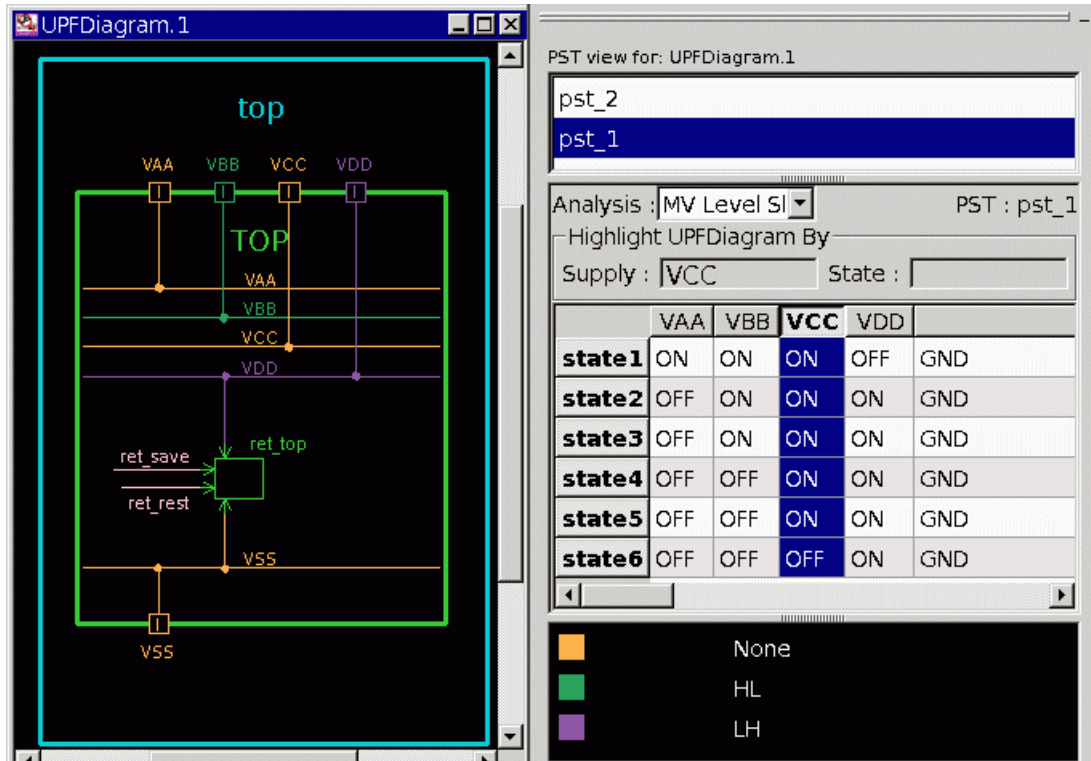 UPFDiagram.1
top
VAA VBB VCC VDD
I I I I
TOP
VAA
VBB
VCC
VDD
ret_top
ret_save
ret_rest
VSS
I
VSS
PST view for: UPFDiagram.1
pst_2
pst_1
Analysis : MV Level Sl PST : pst_1
Highlight UPFDiagram By
Supply : VCC State :
VAA VBB VCC VDD
state1 ON ON ON OFF GND
state2 OFF ON ON ON GND
state3 OFF ON ON ON GND
state4 OFF OFF ON ON GND
state5 OFF OFF ON ON GND
state6 OFF OFF OFF ON GND
None
HL
LH